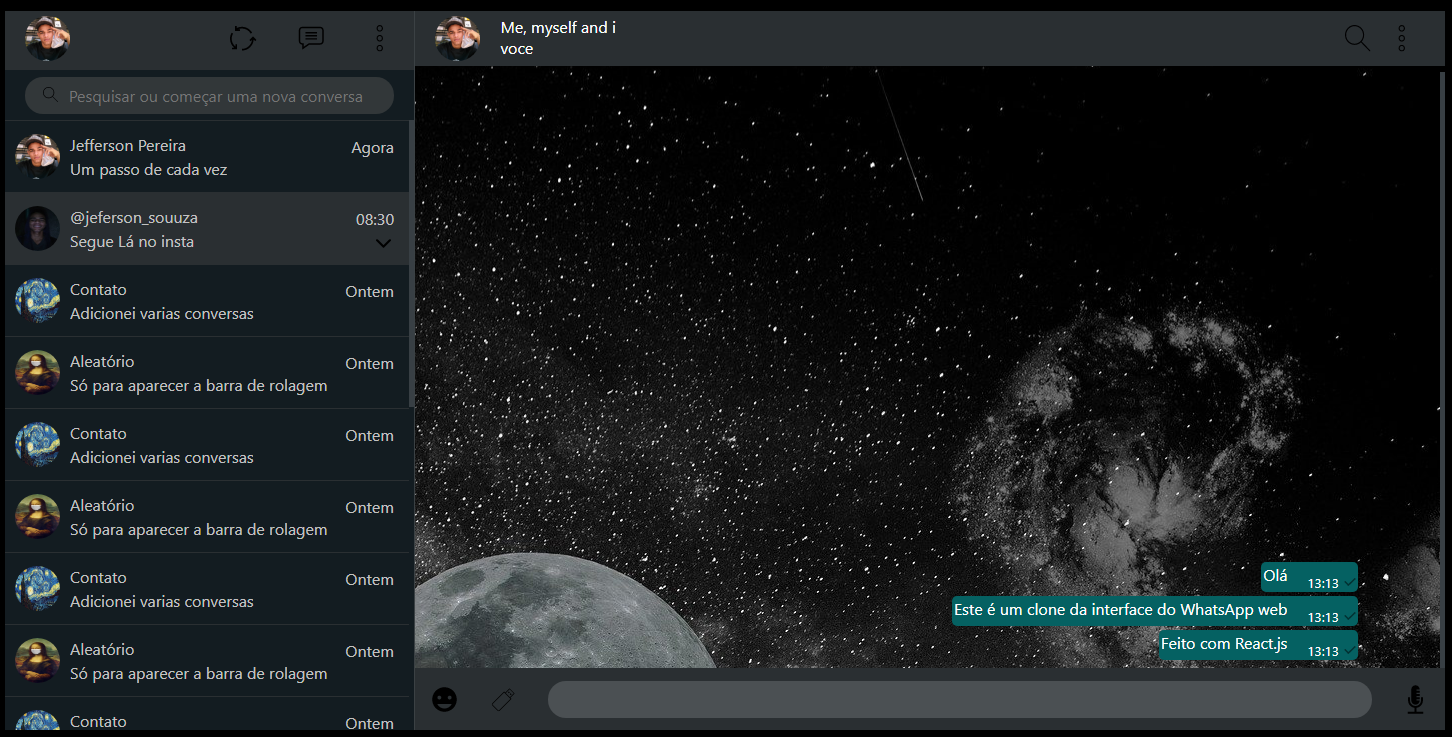 Me, myself and i
voce
Pesquisar ou começar uma nova conversa
Jefferson Pereira
Agora
Um passo de cada vez
@jeferson_souuza
08:30
Segue Lá no insta
Contato
Ontem
Adicionei varias conversas
Aleatório
Ontem
Só para aparecer a barra de rolagem
Contato
Ontem
Adicionei varias conversas
Aleatório
Ontem
Só para aparecer a barra de rolagem
Contato
Ontem
Adicionei varias conversas
Aleatório
Ontem
Só para aparecer a barra de rolagem
Contato
Ontem
Olá 13:13
Este é um clone da interface do WhatsApp web 13:13
Feito com React.js 13:13